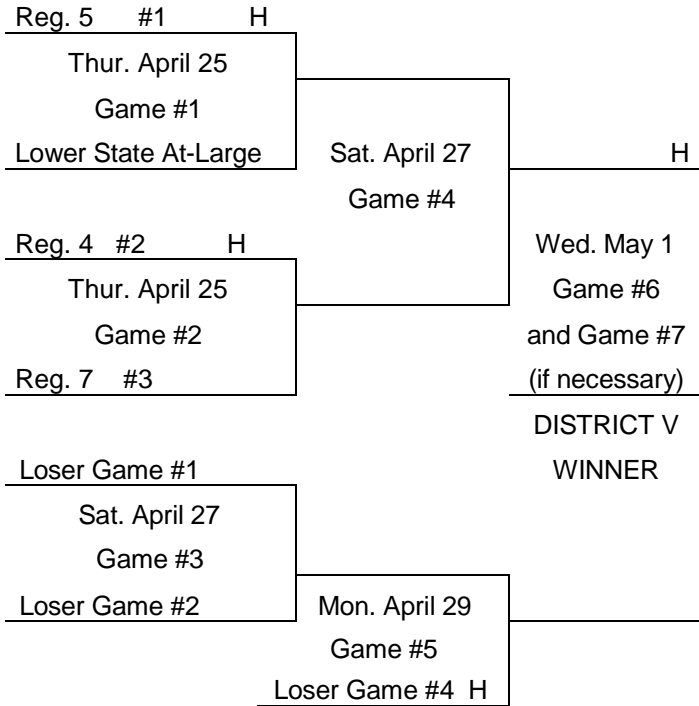 Reg. 5 #1 H
Thur. April 25
Game #1
Lower State At-Large
Sat. April 27
H
Game #4
Reg. 4 #2 H
Wed. May 1
Thur. April 25
Game #6
Game #2
and Game #7
Reg. 7 #3
(if necessary)
DISTRICT V
Loser Game #1
WINNER
Sat. April 27
Game #3
Loser Game #2
Mon. April 29
Game #5
Loser Game #4 H